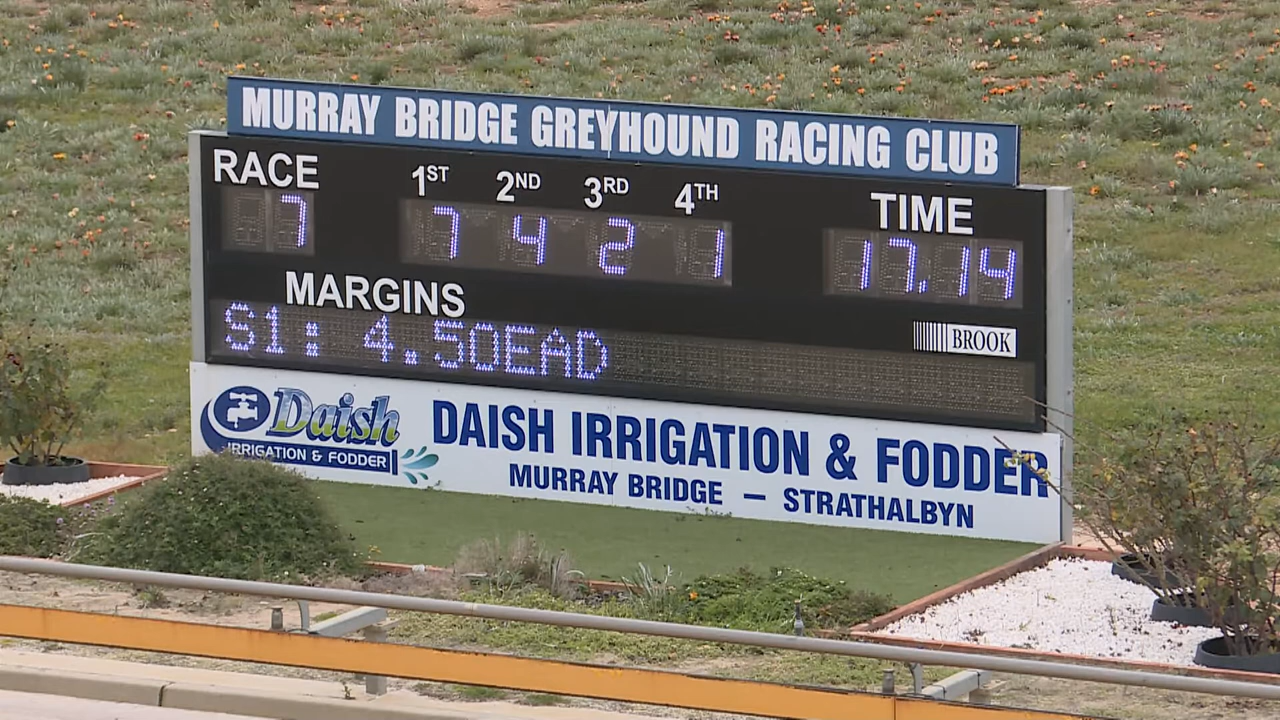 MURRAY BRIDGE GREYHOUND RACING CLUB
RACE 1ST 2ND 3RD 4TH TIME
7 7 4 2 1 17.14
MARGINS
BROOK
S1: 4.50EAD
Daish
IRRIGATION & FODDER
DAISH IRRIGATION & FODDER
MURRAY BRIDGE — STRATHALBYN